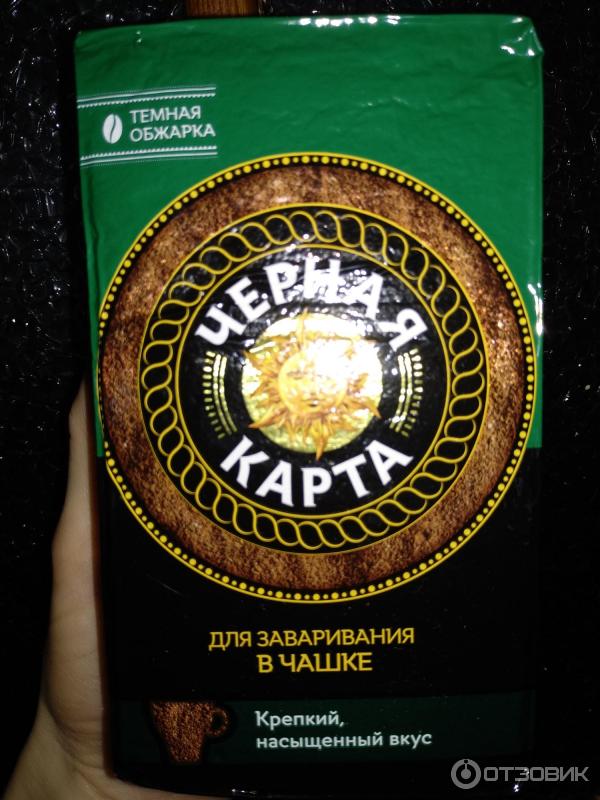 ТЕМНАЯ
ОБЖАРКА
ЧЕРНАЯ
КАРТА
ДЛЯ ЗАВАРИВАНИЯ
В ЧАШКЕ
Крепкий,
насыщенный вкус
ОТЗОВИК